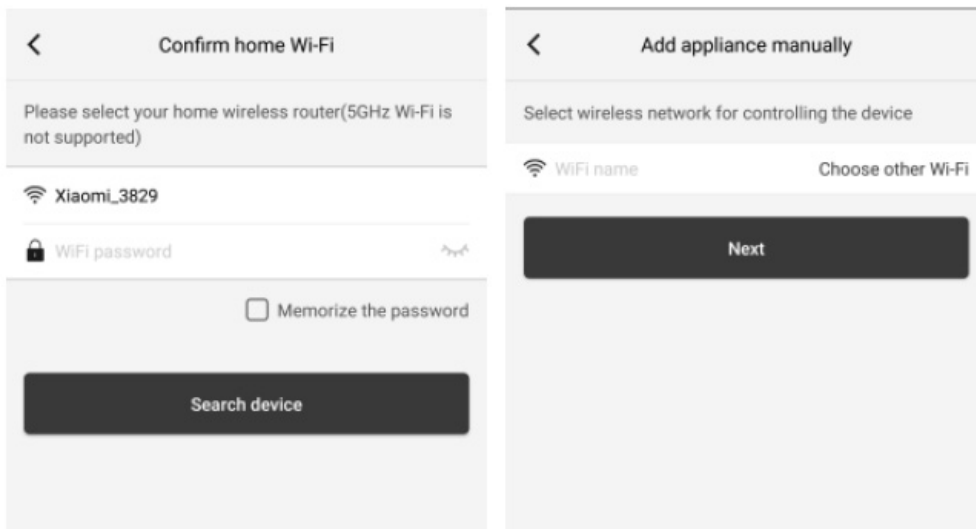 Confirm home Wi-Fi
Please select your home wireless router(5GHz Wi-Fi is
not supported)
Xiaomi_3829
WiFi password
Memorize the password
Search device
Add appliance manually
Select wireless network for controlling the device
WiFi name
Choose other Wi-Fi
Next